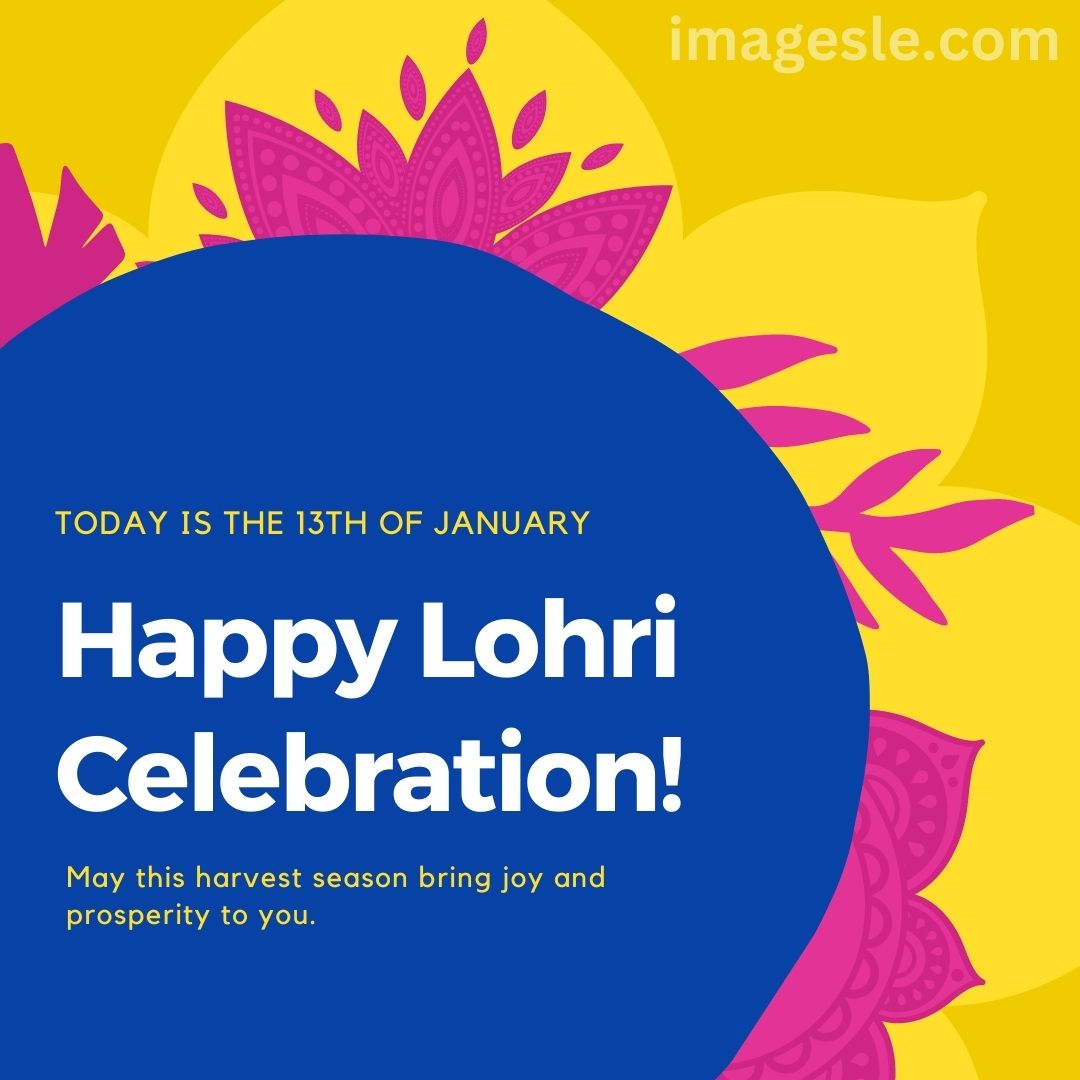 imagesle.com
TODAY IS THE 13TH OF JANUARY
Happy Lohri
Celebration!
May this harvest season bring joy and
prosperity to you.